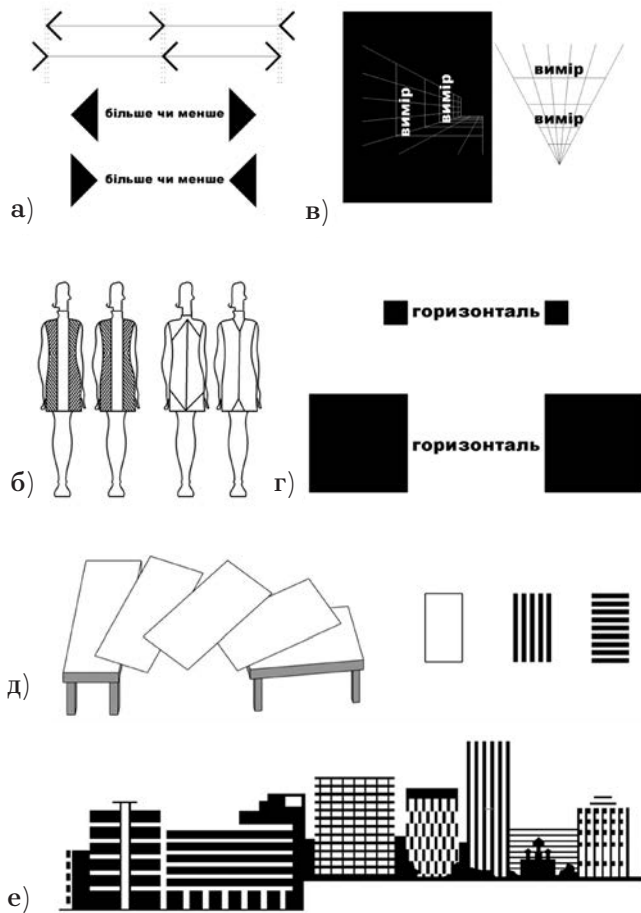 більше чи менше
більше чи менше
а)
вимір
вимір
вимір
вимір
в)
б)
горизонталь
горизонталь
г)
д)
е)